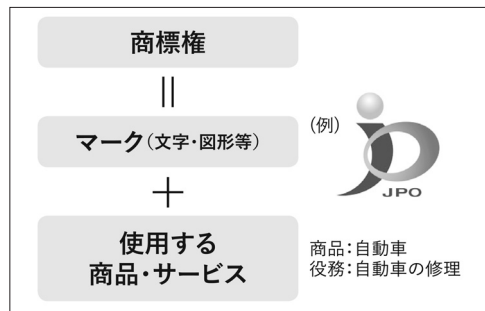 商標権
||
マーク(文字・図形等)
(例)
JPO
+
使用する
商品・サービス
商品:自動車
役務:自動車の修理